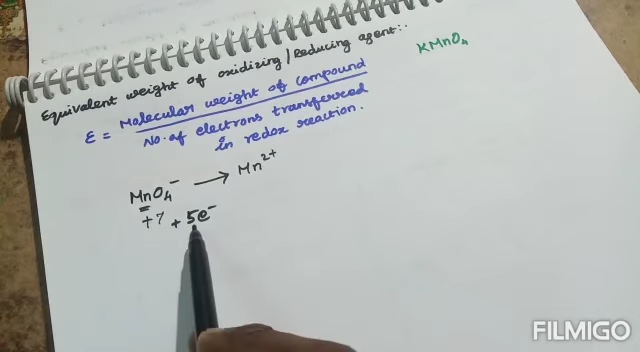 Equivalent weight of oxidizing/Reducing agent:-
KMnO₄
E = Molecular weight of compound
No. of electrons transferred
in redox reaction.
MnO₄⁻ → Mn²⁺
+7 + 5e⁻
FILMIGO